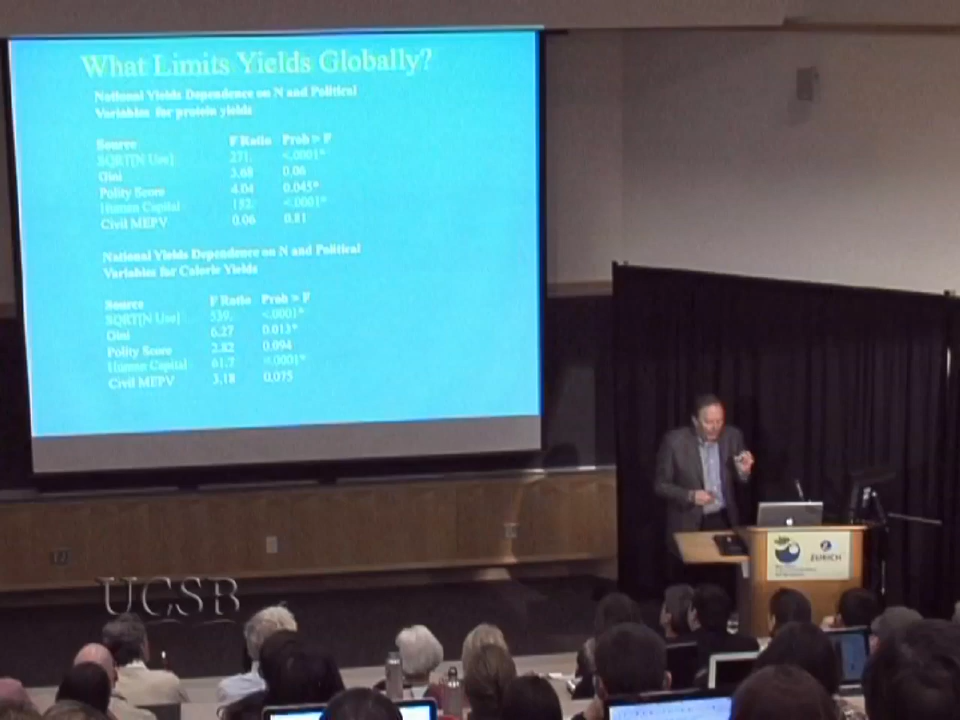 What Limits Yields Globally?
National Yields Dependence on N and Political
Variables for protein yields
Source F Ratio Prob > F
SQRT[N Use] 271. <.0001*
Gini 3.68 0.06
Polity Score 4.04 0.045*
Human Capital 152. <.0001*
Civil MEPV 0.06 0.81
National Yields Dependence on N and Political
Variables for Calorie Yields
Source F Ratio Prob > F
SQRT[N Use] 539. <.0001*
Gini 6.27 0.013*
Polity Score 2.82 0.094
Human Capital 61.7 <.0001*
Civil MEPV 3.18 0.075
ZURICH
UCSB